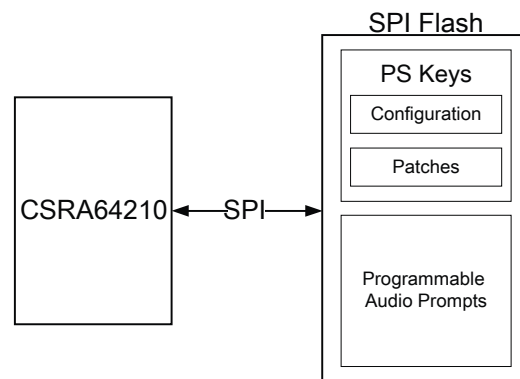 SPI Flash
PS Keys
Configuration
Patches
CSRA64210
SPI
Programmable
Audio Prompts